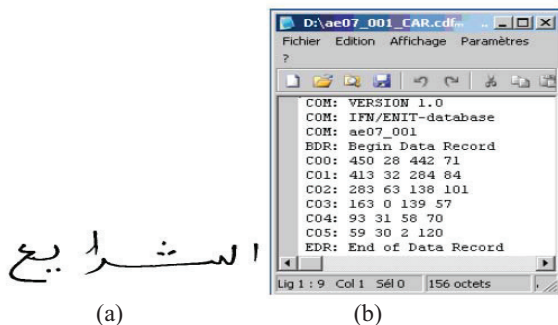 D:\ae07_001_CAR.cdf...
Fichier Edition Affichage Paramètres
?
COM: VERSION 1.0
COM: IFN/ENIT-database
COM: ae07_001
BDR: Begin Data Record
C00: 450 28 442 71
C01: 413 32 284 84
C02: 283 63 138 101
C03: 163 0 139 57
C04: 93 31 58 70
C05: 59 30 2 120
EDR: End of Data Record
Lig 1 : 9 Col 1 Sél 0 156 octets
الشرايع
(a) (b)